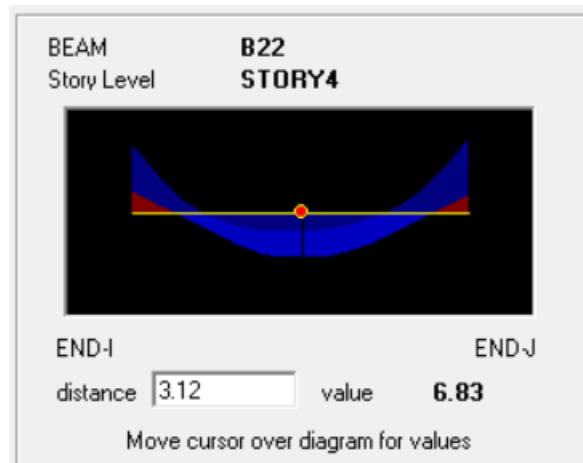 BEAM B22
Story Level STORY4
END-I END-J
distance 3.12 value 6.83
Move cursor over diagram for values